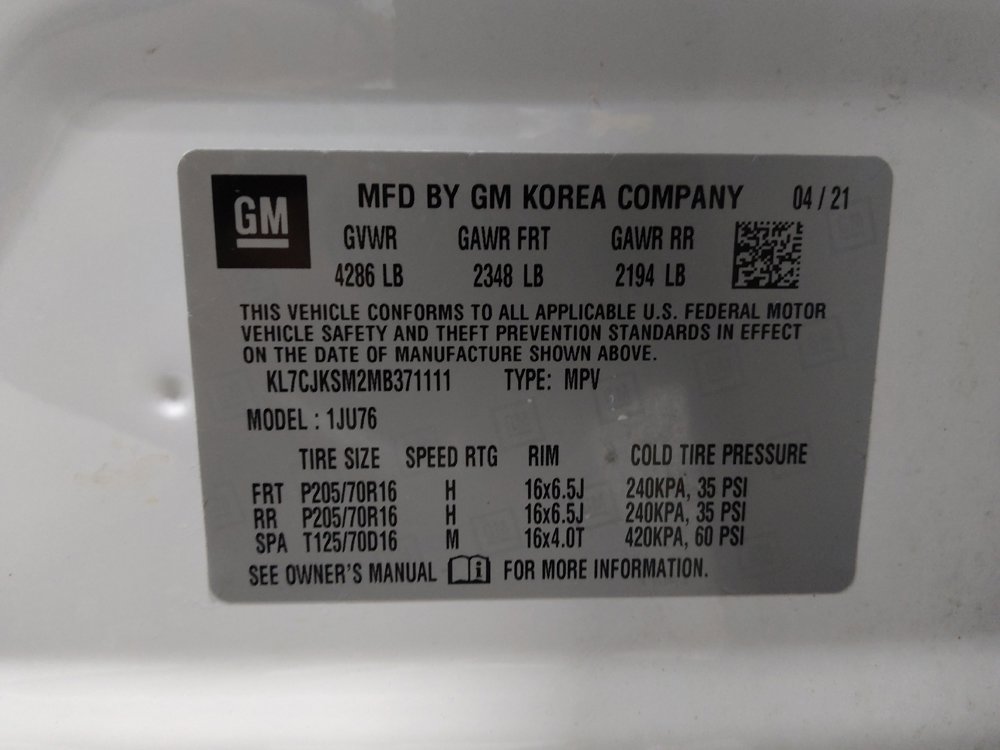 GM MFD BY GM KOREA COMPANY 04 / 21
GVWR GAWR FRT GAWR RR
4286 LB 2348 LB 2194 LB
THIS VEHICLE CONFORMS TO ALL APPLICABLE U.S. FEDERAL MOTOR
VEHICLE SAFETY AND THEFT PREVENTION STANDARDS IN EFFECT
ON THE DATE OF MANUFACTURE SHOWN ABOVE.
KL7CJKSM2MB371111 TYPE: MPV
MODEL : 1JU76
TIRE SIZE SPEED RTG RIM COLD TIRE PRESSURE
FRT P205/70R16 H 16x6.5J 240KPA, 35 PSI
RR P205/70R16 H 16x6.5J 240KPA, 35 PSI
SPA T125/70D16 M 16x4.0T 420KPA, 60 PSI
SEE OWNER'S MANUAL i FOR MORE INFORMATION.